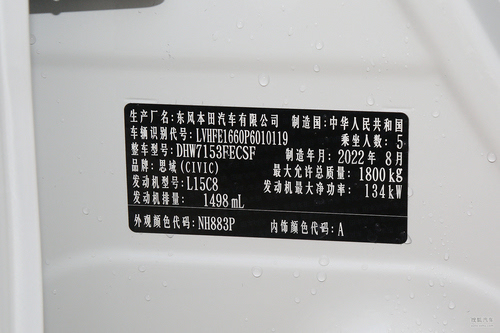 生产厂名: 东风本田汽车有限公司 制造国: 中华人民共和国
车辆识别代号: LVHFE1660P6010119 乘坐人数: 5
整车型号: DHW7153FECSF 制造年月: 2022年8月
品牌: 思域(CIVIC) 最大允许总质量: 1800kg
发动机型号: L15C8 发动机最大净功率: 134kW
发动机排量: 1498mL
外观颜色代码: NH883P 内饰颜色代码: A